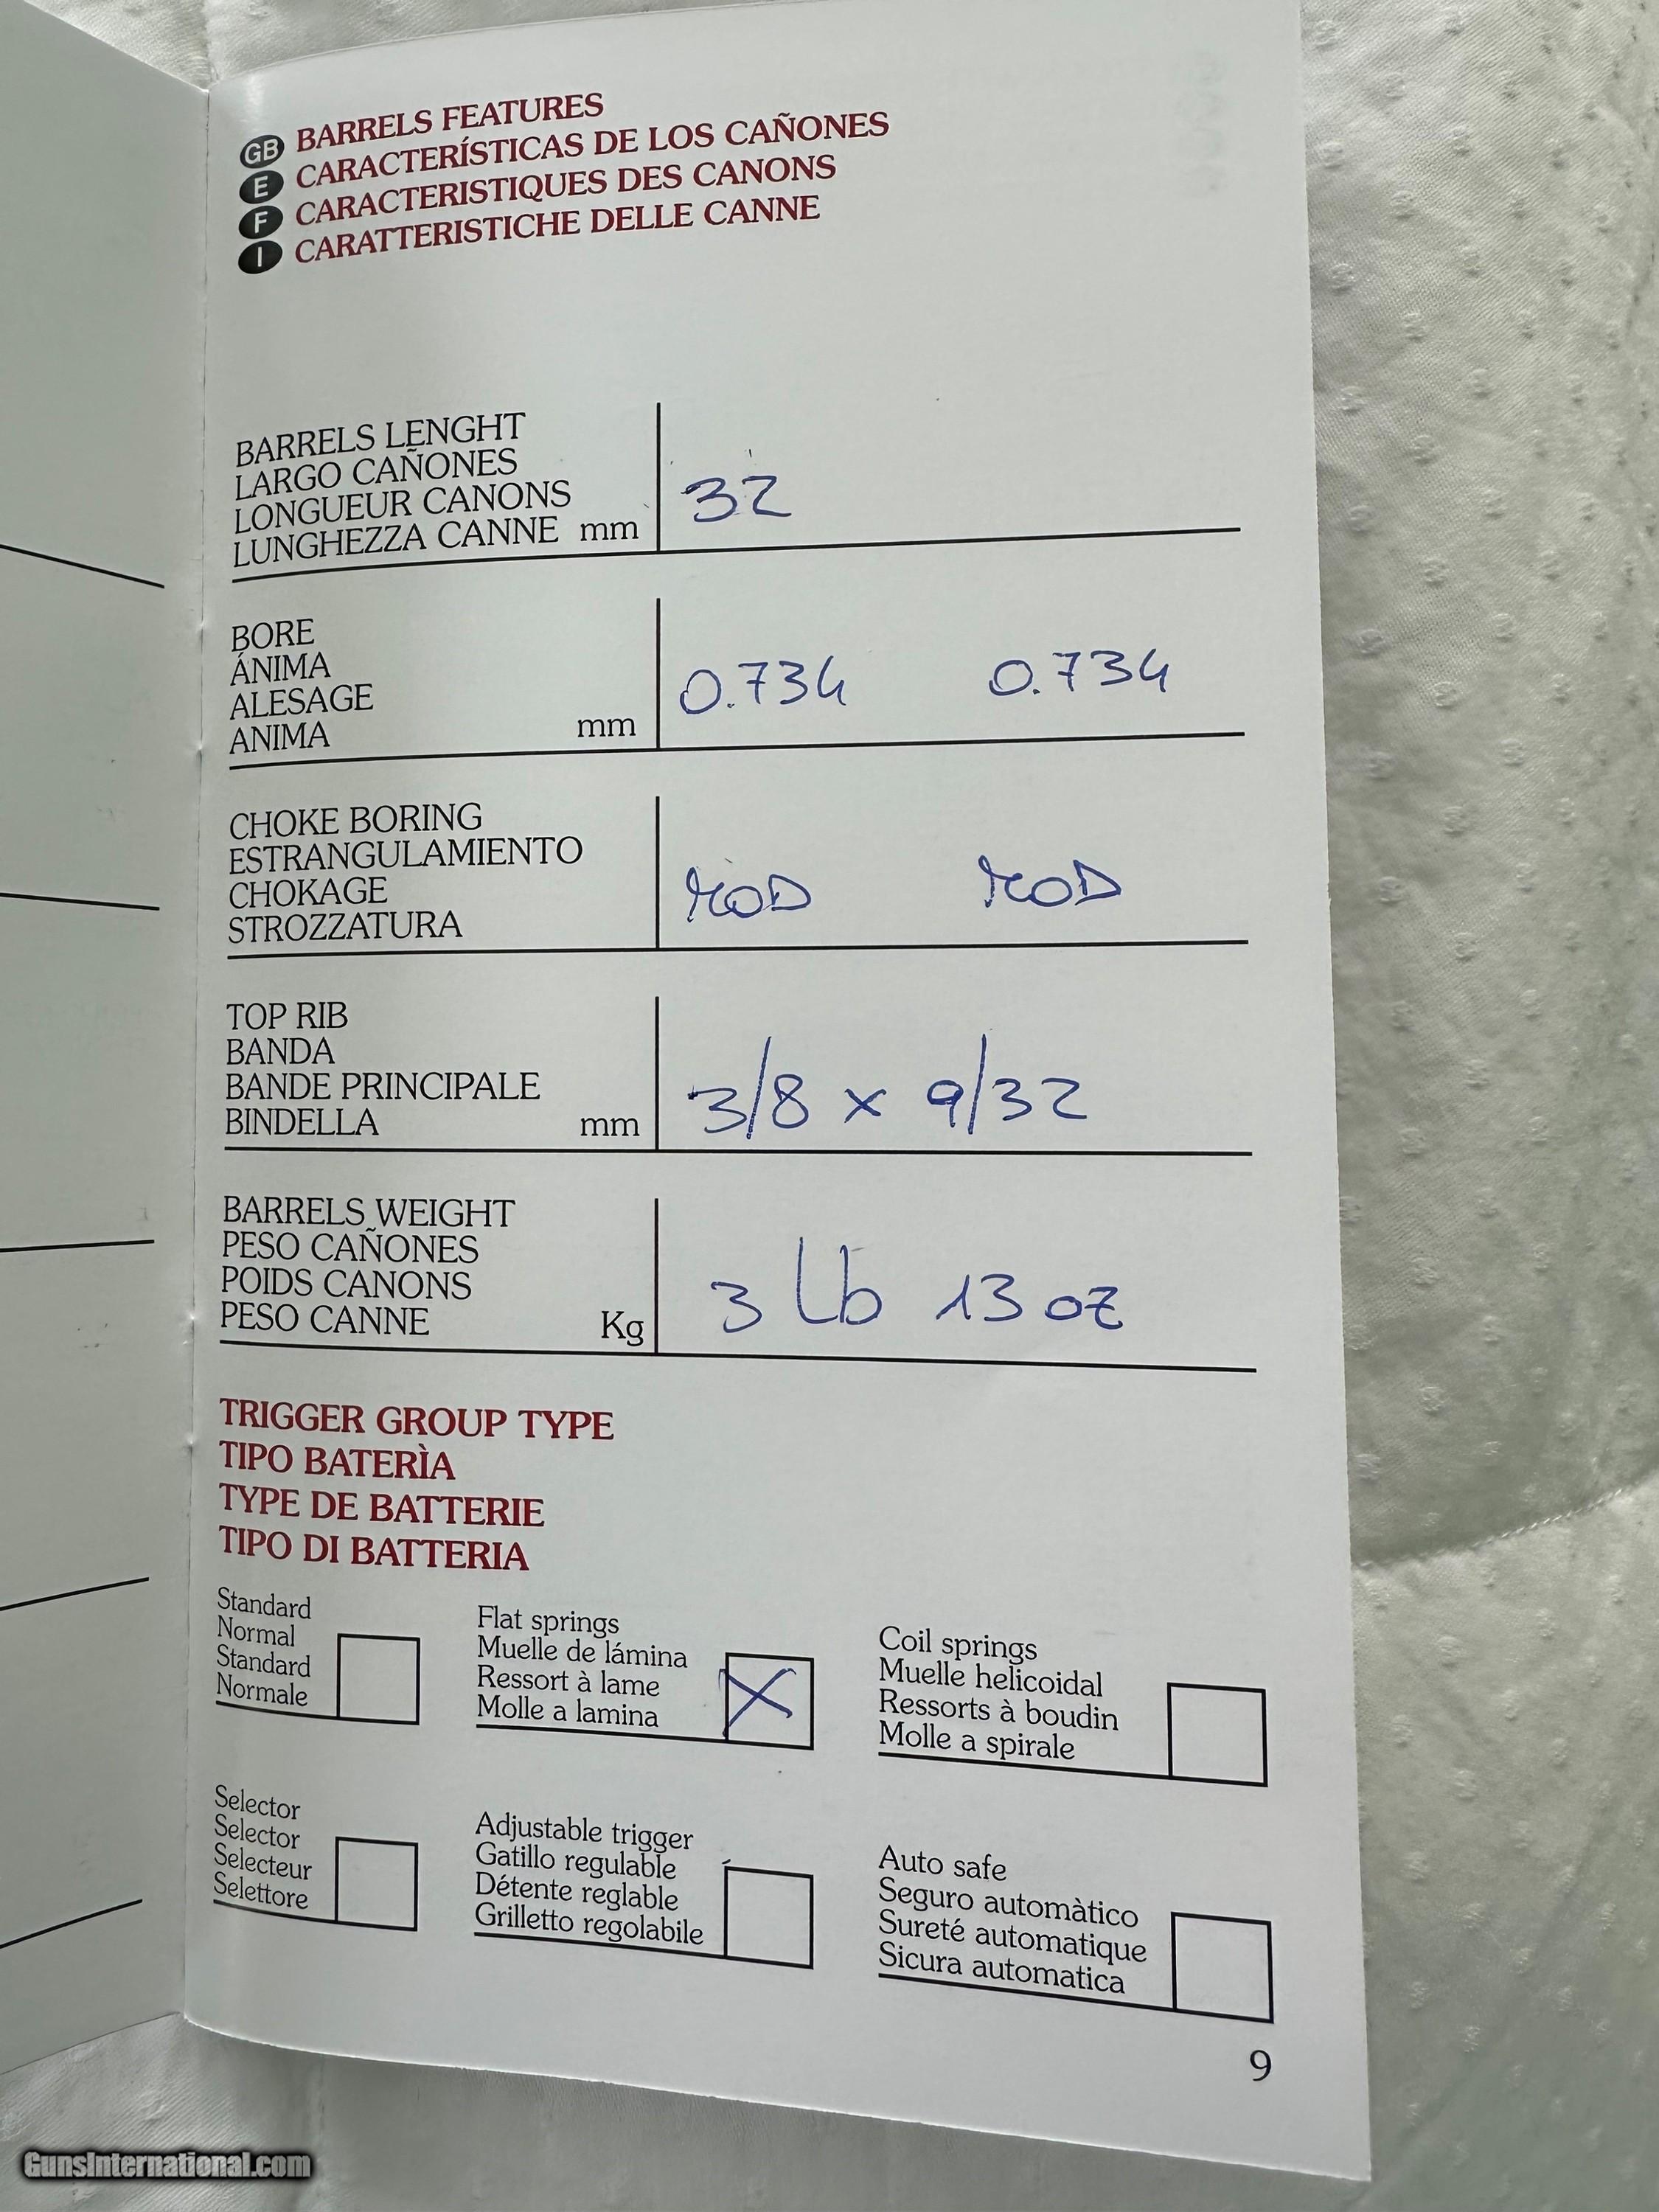 GB BARRELS FEATURES
E CARACTERÍSTICAS DE LOS CAÑONES
F CARACTERISTIQUES DES CANONS
I CARATTERISTICHE DELLE CANNE
BARRELS LENGHT
LARGO CAÑONES
LONGUEUR CANONS
LUNGHEZZA CANNE mm 32
BORE
ÁNIMA
ALESAGE
ANIMA mm 0.734 0.734
CHOKE BORING
ESTRANGULAMIENTO
CHOKAGE
STROZZATURA MOD MOD
TOP RIB
BANDA
BANDE PRINCIPALE
BINDELLA mm 3/8 x 9/32
BARRELS WEIGHT
PESO CAÑONES
POIDS CANONS
PESO CANNE Kg 3 Lb 13 oz
TRIGGER GROUP TYPE
TIPO BATERÌA
TYPE DE BATTERIE
TIPO DI BATTERIA
Standard
Normal
Standard
Normale
Flat springs
Muelle de lámina
Ressort à lame
Molle a lamina X
Coil springs
Muelle helicoidal
Ressorts à boudin
Molle a spirale
Selector
Selector
Selecteur
Selettore
Adjustable trigger
Gatillo regulable
Détente reglable
Grilletto regolabile
Auto safe
Seguro automàtico
Sureté automatique
Sicura automatica
9
GunsInternational.com